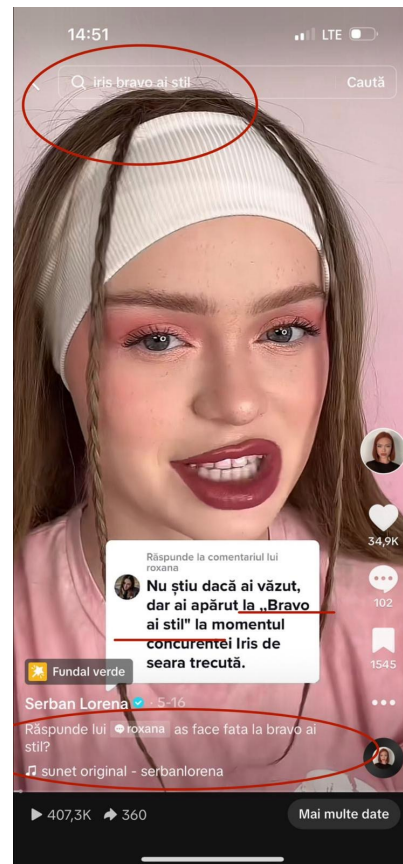 14:51
LTE
iris bravo ai stil
Caută
Răspunde la comentariul lui
roxana
Nu știu dacă ai văzut,
dar ai apărut la „Bravo
ai stil" la momentul
concurentei Iris de
seara trecută.
34,9K
102
1545
Fundal verde
Serban Lorena · 5-16
Răspunde lui roxana as face fata la bravo ai
stil?
sunet original - serbanlorena
407,3K
360
Mai multe date